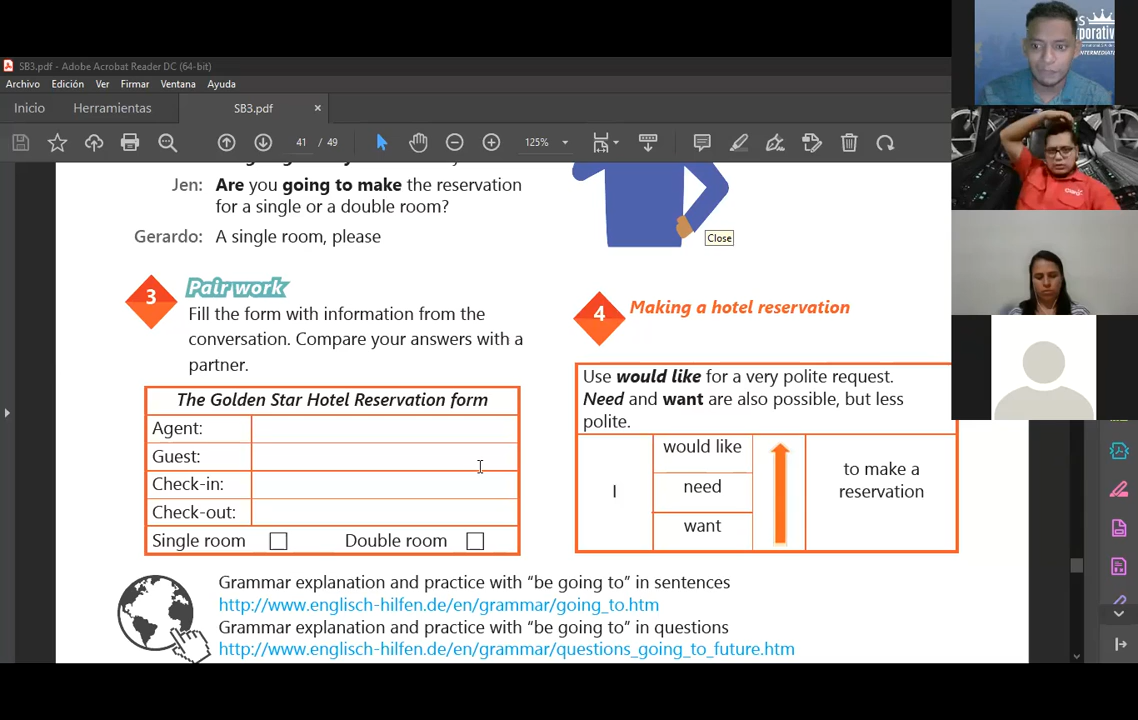 SB3.pdf - Adobe Acrobat Reader DC (64-bit)
Archivo Edición Ver Firmar Ventana Ayuda
Inicio Herramientas SB3.pdf ×
41 / 49 125%
Jen: Are you going to make the reservation
for a single or a double room?
Gerardo: A single room, please
Close
3 Pair work
Fill the form with information from the
conversation. Compare your answers with a
partner.
The Golden Star Hotel Reservation form
Agent:
Guest:
Check-in:
Check-out:
Single room Double room
4 Making a hotel reservation
Use would like for a very polite request.
Need and want are also possible, but less
polite.
I
would like
need
want
to make a
reservation
Grammar explanation and practice with “be going to” in sentences
http://www.englisch-hilfen.de/en/grammar/going_to.htm
Grammar explanation and practice with “be going to” in questions
http://www.englisch-hilfen.de/en/grammar/questions_going_to_future.htm